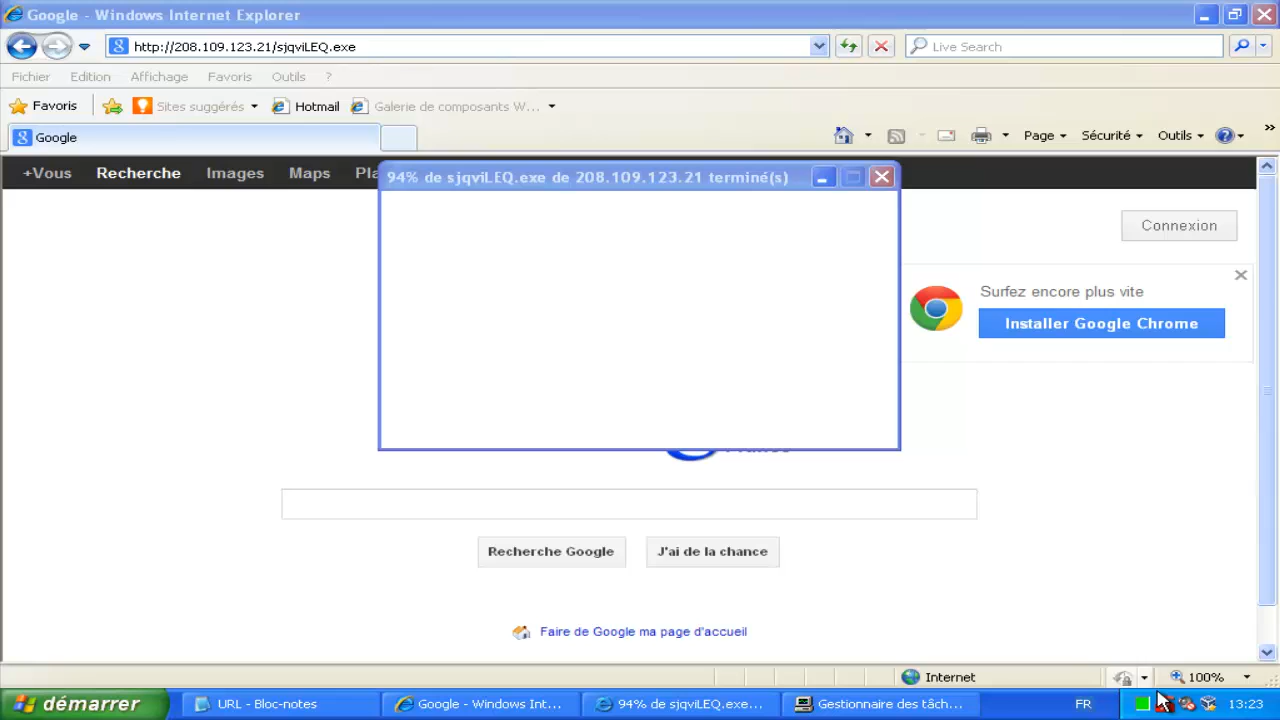 Google - Windows Internet Explorer
http://208.109.123.21/sjqviLEQ.exe
Live Search
Fichier Edition Affichage Favoris Outils ?
Favoris Sites suggérés Hotmail Galerie de composants W...
Google
Page Sécurité Outils
+Vous Recherche Images Maps Pla
94% de sjqviLEQ.exe de 208.109.123.21 terminé(s)
Connexion
Surfez encore plus vite
Installer Google Chrome
Recherche Google J'ai de la chance
Faire de Google ma page d'accueil
Internet 100%
démarrer URL - Bloc-notes Google - Windows Int... 94% de sjqviLEQ.exe... Gestionnaire des tâch... FR 13:23